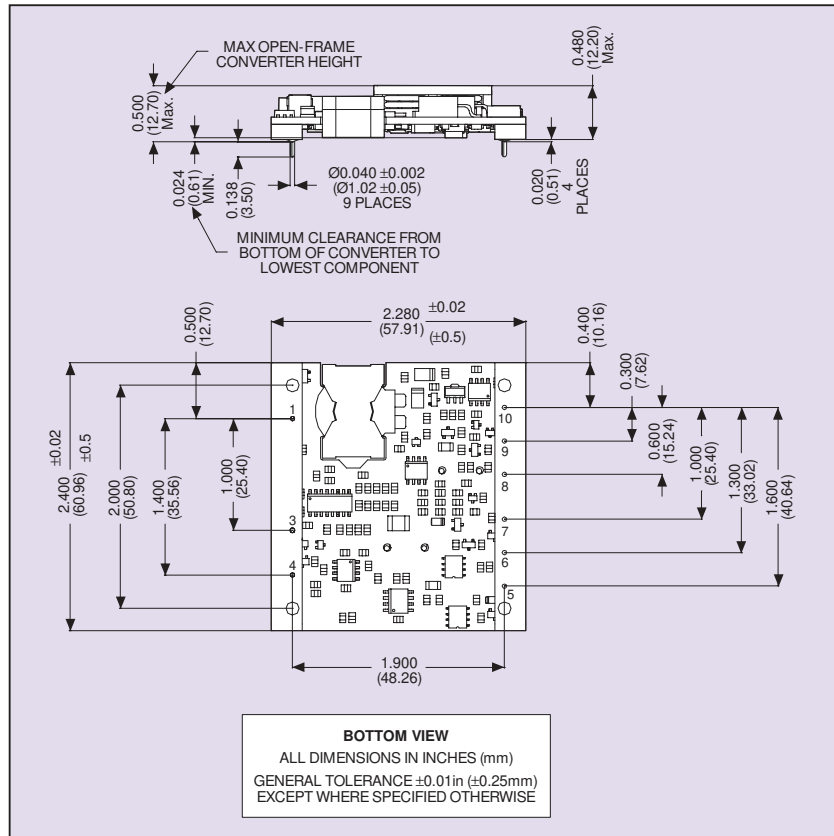 MAX OPEN-FRAME
CONVERTER HEIGHT
0.480
(12.20)
Max.
0.500
(12.70)
Max.
0.024
(0.61)
MIN.
0.138
(3.50)
Ø0.040 ±0.002
(Ø1.02 ±0.05)
9 PLACES
0.020
(0.51)
4
PLACES
MINIMUM CLEARANCE FROM
BOTTOM OF CONVERTER TO
LOWEST COMPONENT
0.500
(12.70)
2.280 ±0.02
(57.91) (±0.5)
0.400
(10.16)
0.300
(7.62)
1
10
9
8
3
7
4
6
5
2.400 ±0.02
(60.96) ±0.5
2.000
(50.80)
1.400
(35.56)
1.000
(25.40)
0.600
(15.24)
1.000
(25.40)
1.300
(33.02)
1.600
(40.64)
1.900
(48.26)
BOTTOM VIEW
ALL DIMENSIONS IN INCHES (mm)
GENERAL TOLERANCE ±0.01in (±0.25mm)
EXCEPT WHERE SPECIFIED OTHERWISE